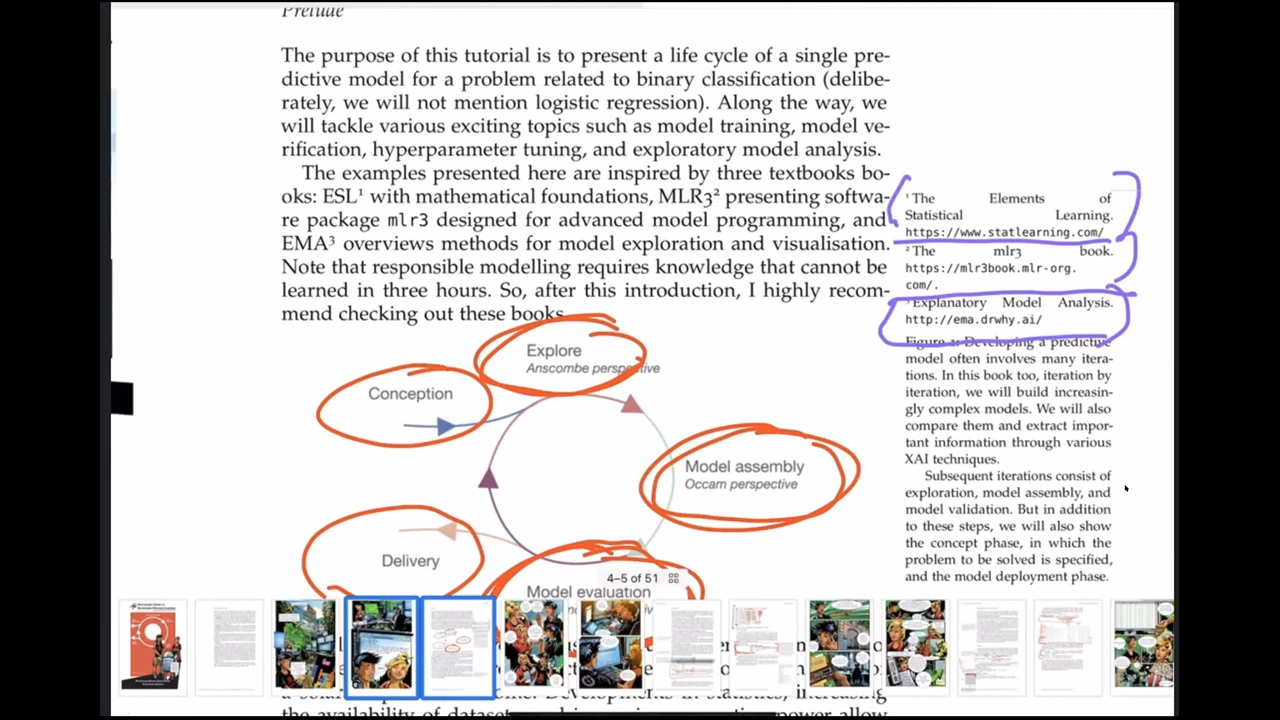 Prelude
The purpose of this tutorial is to present a life cycle of a single pre-
dictive model for a problem related to binary classification (delibe-
rately, we will not mention logistic regression). Along the way, we
will tackle various exciting topics such as model training, model ve-
rification, hyperparameter tuning, and exploratory model analysis.
The examples presented here are inspired by three textbooks bo-
oks: ESL¹ with mathematical foundations, MLR3² presenting softwa-
re package mlr3 designed for advanced model programming, and
EMA³ overviews methods for model exploration and visualisation.
Note that responsible modelling requires knowledge that cannot be
learned in three hours. So, after this introduction, I highly recom-
mend checking out these books.
¹ The Elements of
Statistical Learning.
https://www.statlearning.com/
² The mlr3 book.
https://mlr3book.mlr-org.
com/.
³ Explanatory Model Analysis.
http://ema.drwhy.ai/
Figure 1: Developing a predictive
model often involves many itera-
tions. In this book too, iteration by
iteration, we will build increasin-
gly complex models. We will also
compare them and extract impor-
tant information through various
XAI techniques.
Subsequent iterations consist of
exploration, model assembly, and
model validation. But in addition
to these steps, we will also show
the concept phase, in which the
problem to be solved is specified,
and the model deployment phase.
Explore
Anscombe perspective
Conception
Model assembly
Occam perspective
Delivery
Model evaluation
4–5 of 51
Developments in statistics, increasing
the availability of datasets power allow